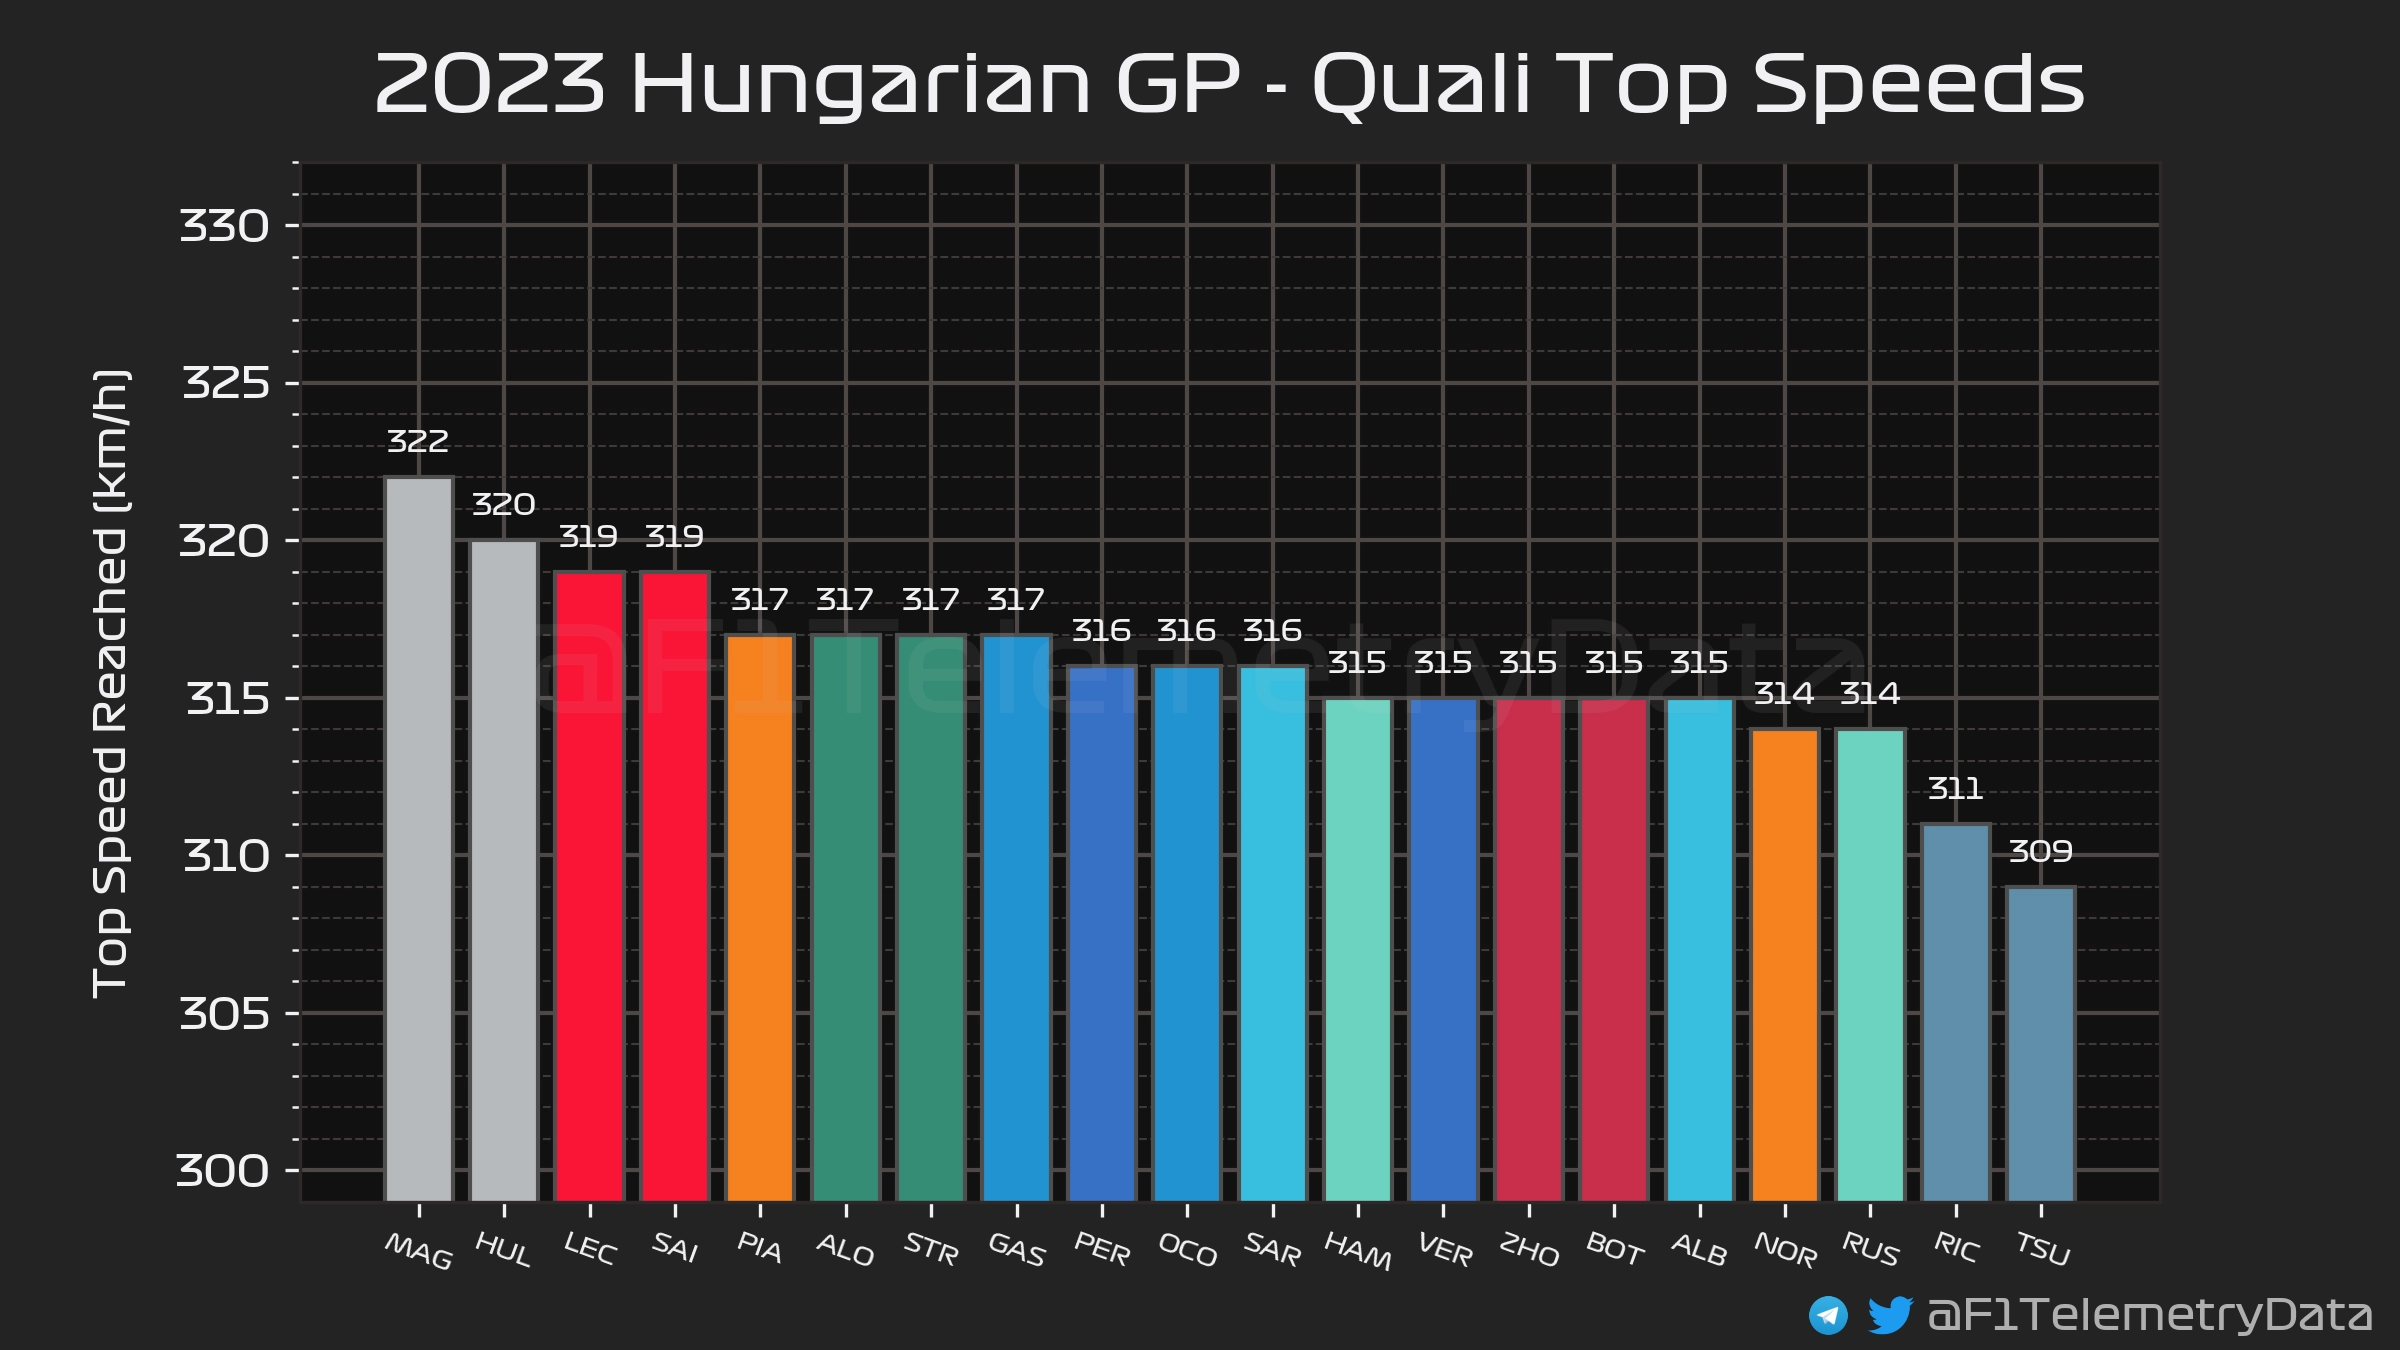 2023 Hungarian GP - Quali Top Speeds
Top Speed Reached (km/h)
330
325
320
315
310
305
300
322
320
319
319
317
317
317
317
316
316
316
315
315
315
315
315
314
314
311
309
@F1TelemetryData
MAG
HUL
LEC
SAI
PIA
ALO
STR
GAS
PER
OCO
SAR
HAM
VER
ZHO
BOT
ALB
NOR
RUS
RIC
TSU
@F1TelemetryData